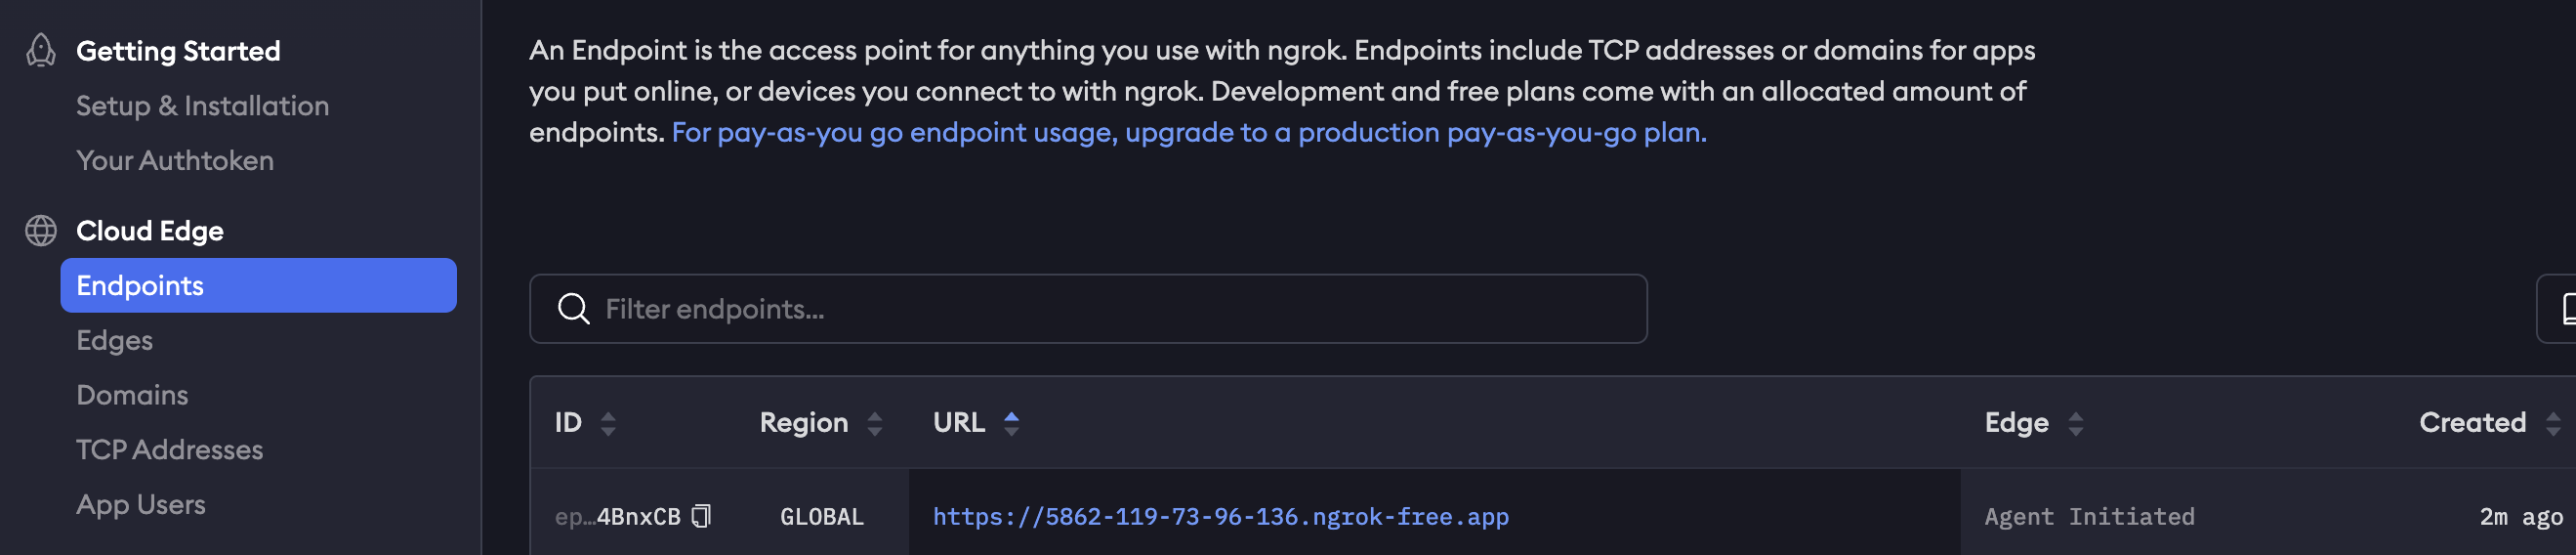 Getting Started
Setup & Installation
Your Authtoken
Cloud Edge
Endpoints
Edges
Domains
TCP Addresses
App Users
An Endpoint is the access point for anything you use with ngrok. Endpoints include TCP addresses or domains for apps
you put online, or devices you connect to with ngrok. Development and free plans come with an allocated amount of
endpoints. For pay-as-you go endpoint usage, upgrade to a production pay-as-you-go plan.
Filter endpoints...
ID Region URL Edge Created
ep...4BnxCB GLOBAL https://5862-119-73-96-136.ngrok-free.app Agent Initiated 2m ago